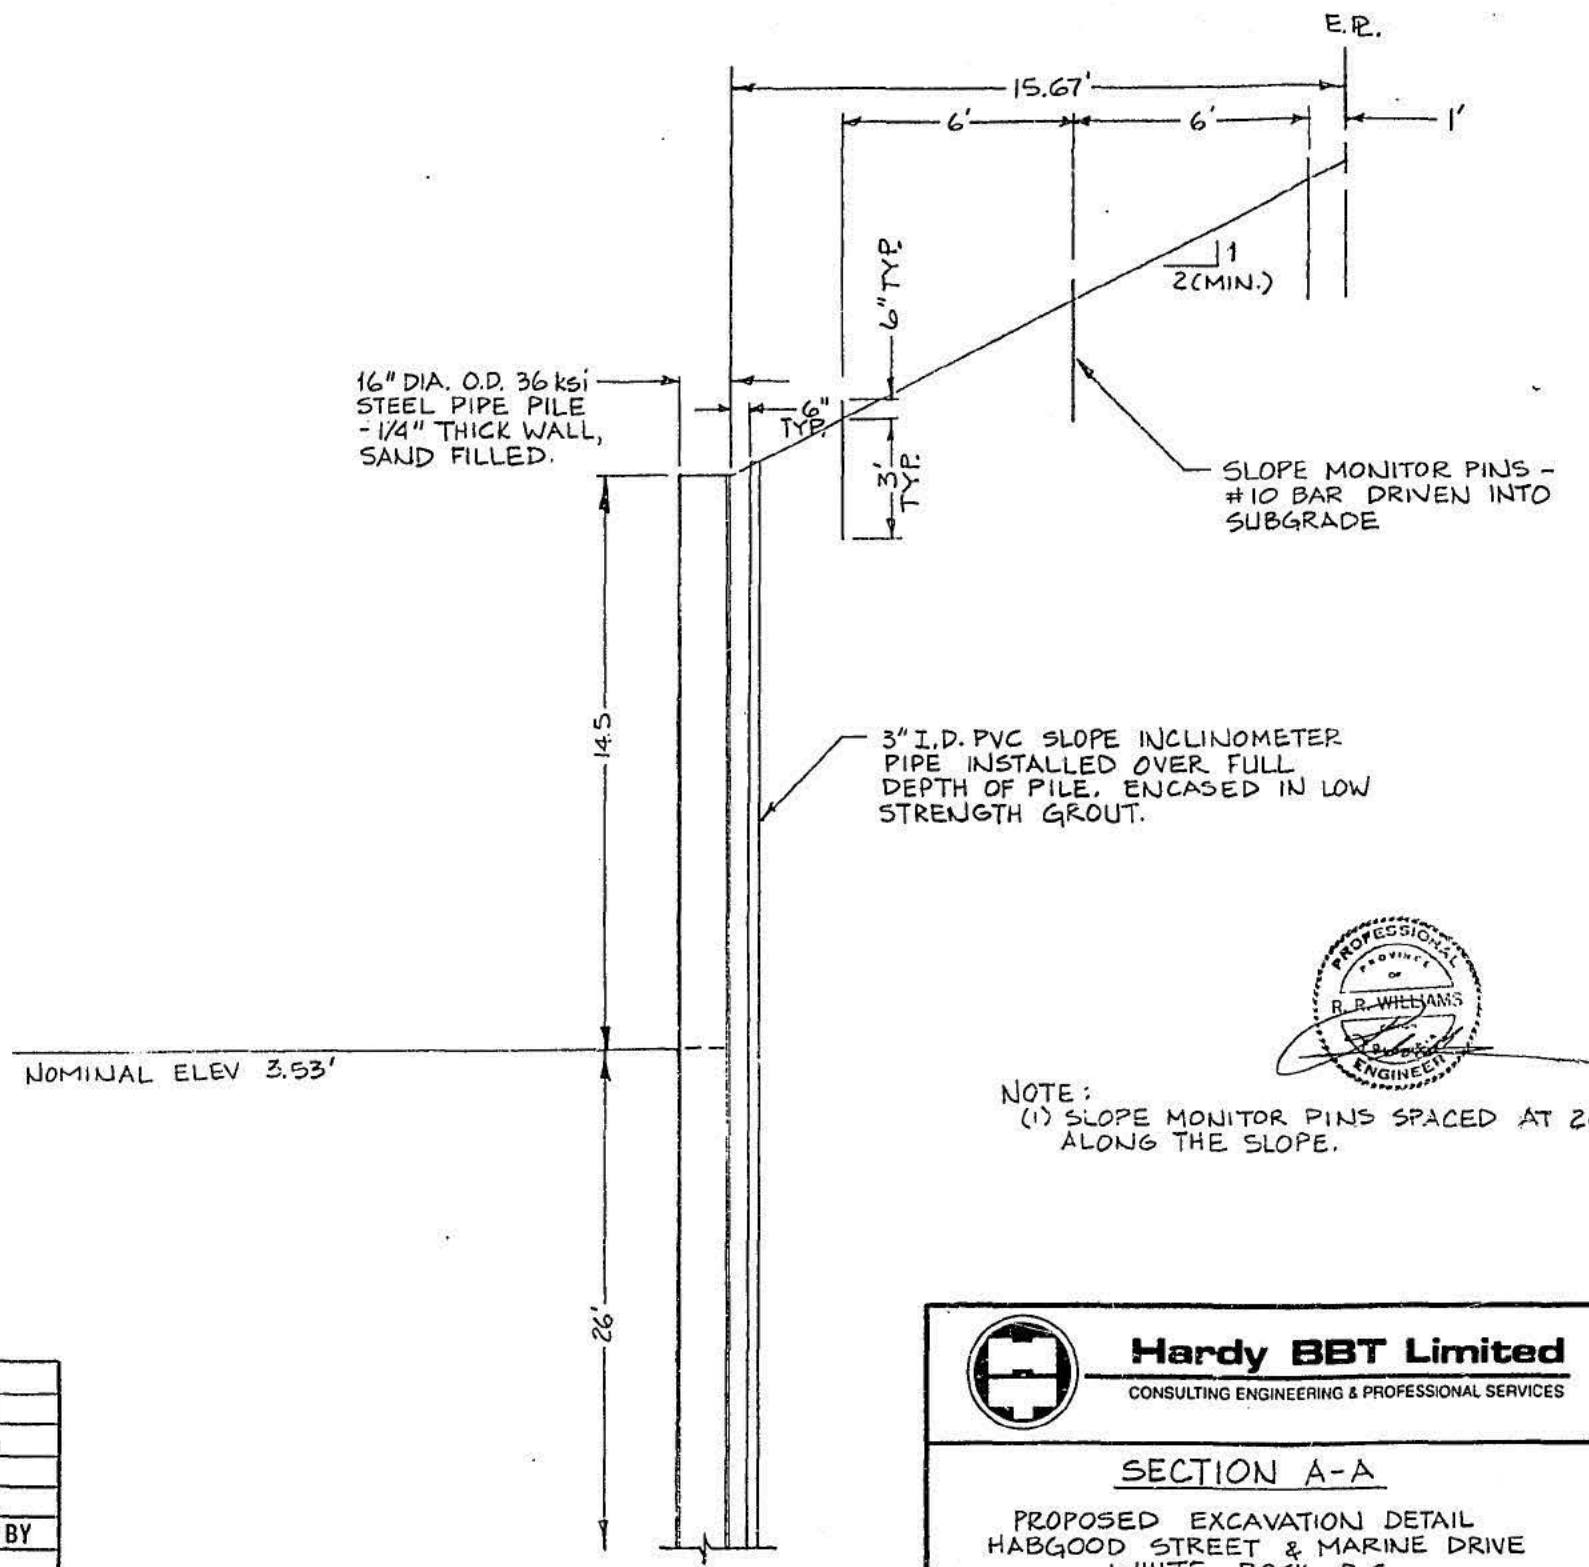 E.PL.
15.67'
6'
6'
1'
6" TYP.
1
2(MIN.)
16" DIA. O.D. 36 ksi
STEEL PIPE PILE
- 1/4" THICK WALL,
SAND FILLED.
6"
TYP.
3'
TYP.
SLOPE MONITOR PINS -
#10 BAR DRIVEN INTO
SUBGRADE
14.5
3" I.D. PVC SLOPE INCLINOMETER
PIPE INSTALLED OVER FULL
DEPTH OF PILE. ENCASED IN LOW
STRENGTH GROUT.
PROFESSIONAL
PROVINCE
OF
R. R. WILLIAMS
ENGINEER
NOMINAL ELEV 3.53'
NOTE:
(1) SLOPE MONITOR PINS SPACED AT
ALONG THE SLOPE.
26'
Hardy BBT Limited
CONSULTING ENGINEERING & PROFESSIONAL SERVICES
SECTION A-A
PROPOSED EXCAVATION DETAIL
HABGOOD STREET & MARINE DRIVE
BY